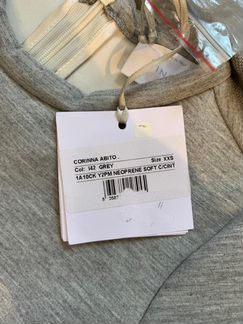 CORINNA ABITO .
Size XXS
Col: 142 GREY
1A10CK Y2PM NEOPRENE SOFT C/CINT